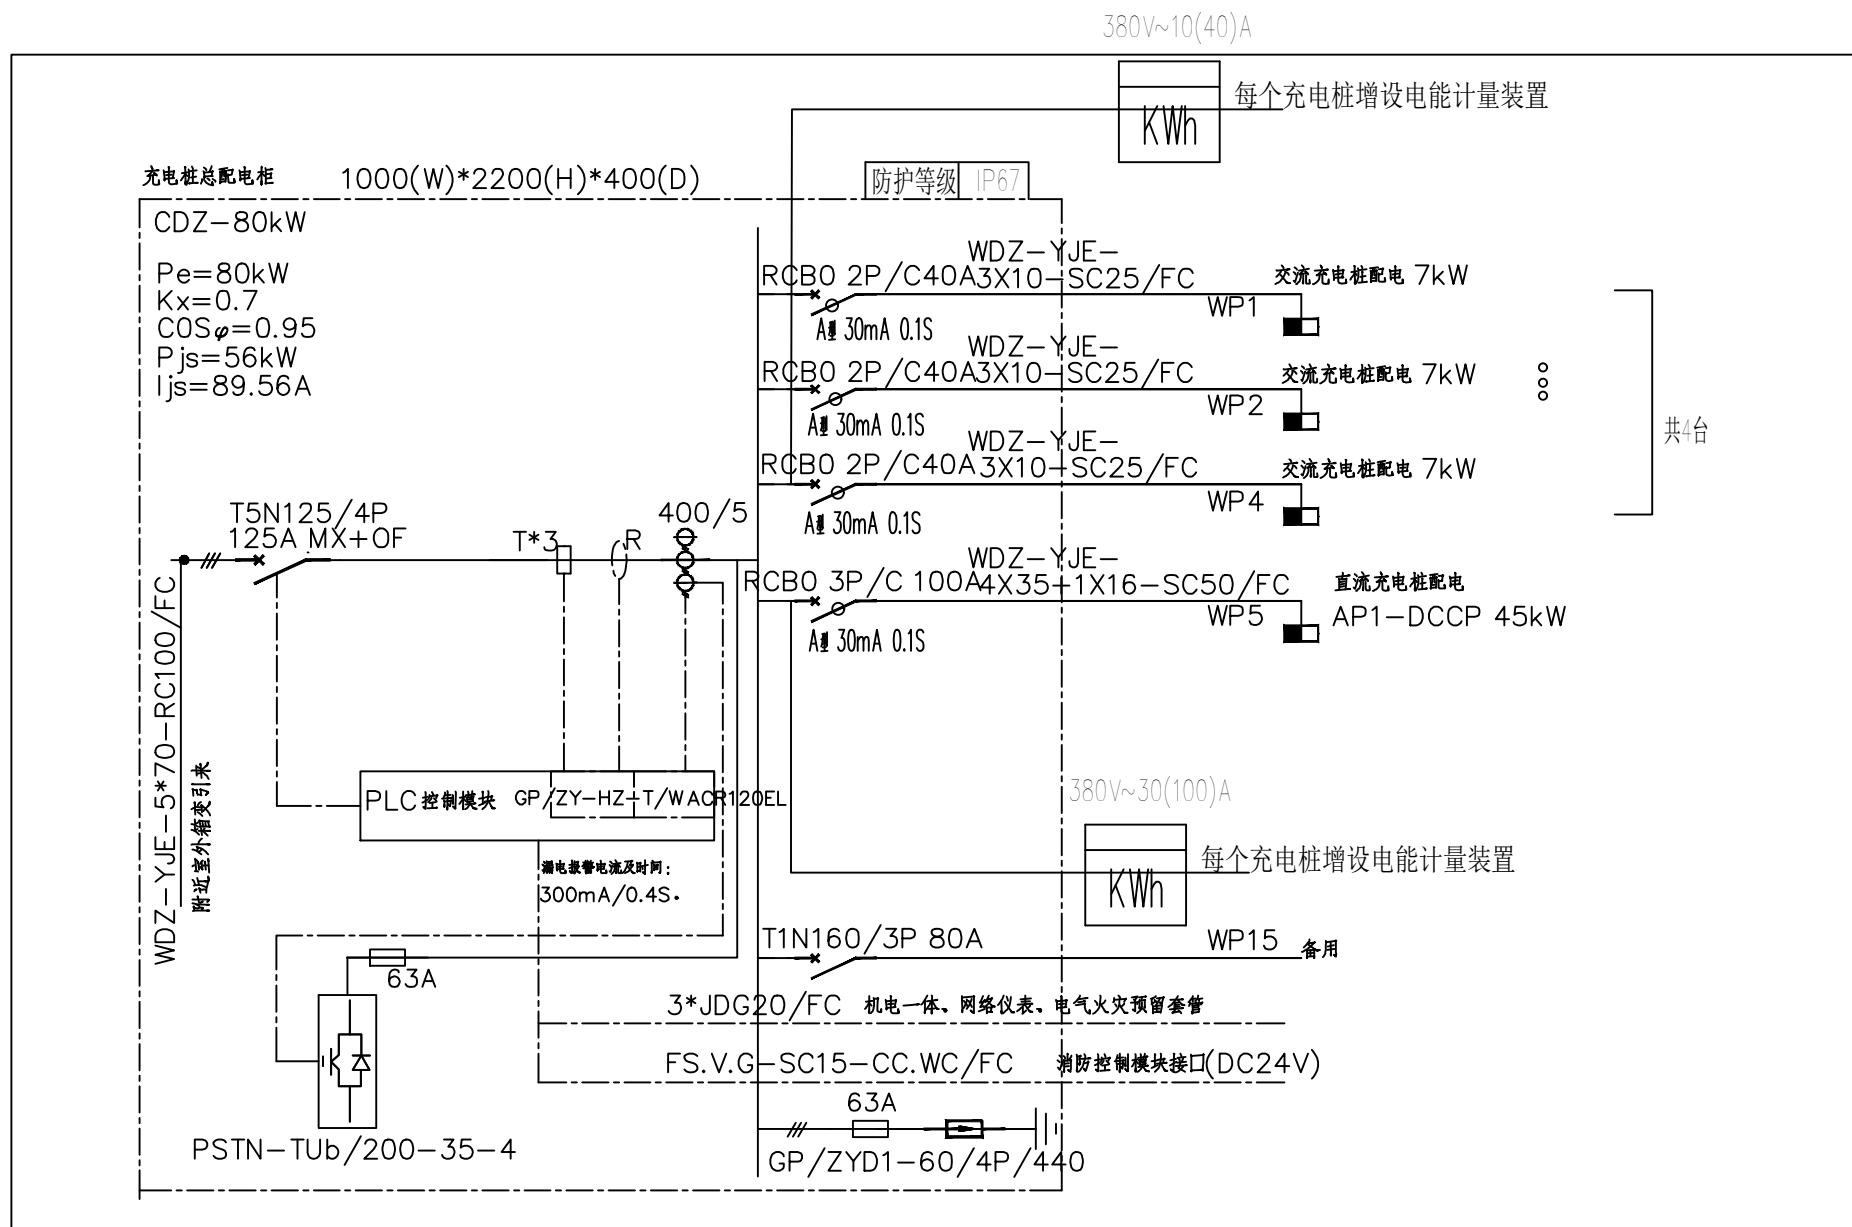 380V~10(40)A
每个充电桩增设电能计量装置
KWh
充电桩总配电柜
1000(W)*2200(H)*400(D)
防护等级 IP67
CDZ-80kW
Pe=80kW
Kx=0.7
COSφ=0.95
Pjs=56kW
Ijs=89.56A
WDZ-YJE-
RCBO 2P/C40A 3X10-SC25/FC
交流充电桩配电 7kW
WP1
A型 30mA 0.1S
WDZ-YJE-
RCBO 2P/C40A 3X10-SC25/FC
交流充电桩配电 7kW
WP2
A型 30mA 0.1S
共4台
WDZ-YJE-
RCBO 2P/C40A 3X10-SC25/FC
交流充电桩配电 7kW
WP4
A型 30mA 0.1S
T5N125/4P
125A MX+OF
T*3
R
400/5
WDZ-YJE-
RCBO 3P/C 100A 4X35+1X16-SC50/FC
直流充电桩配电
WP5
AP1-DCCP 45kW
A型 30mA 0.1S
WDZ-YJE-5*70-RC100/FC
附近室外箱变引来
PLC控制模块
GP/ZY-HZ-T/W
ACR120EL
漏电报警电流及时间:
300mA/0.4S.
380V~30(100)A
每个充电桩增设电能计量装置
KWh
T1N160/3P 80A
WP15
备用
63A
3*JDG20/FC
机电一体、网络仪表、电气火灾预留套管
FS.V.G-SC15-CC.WC/FC
消防控制模块接口(DC24V)
63A
PSTN-TUb/200-35-4
GP/ZYD1-60/4P/440